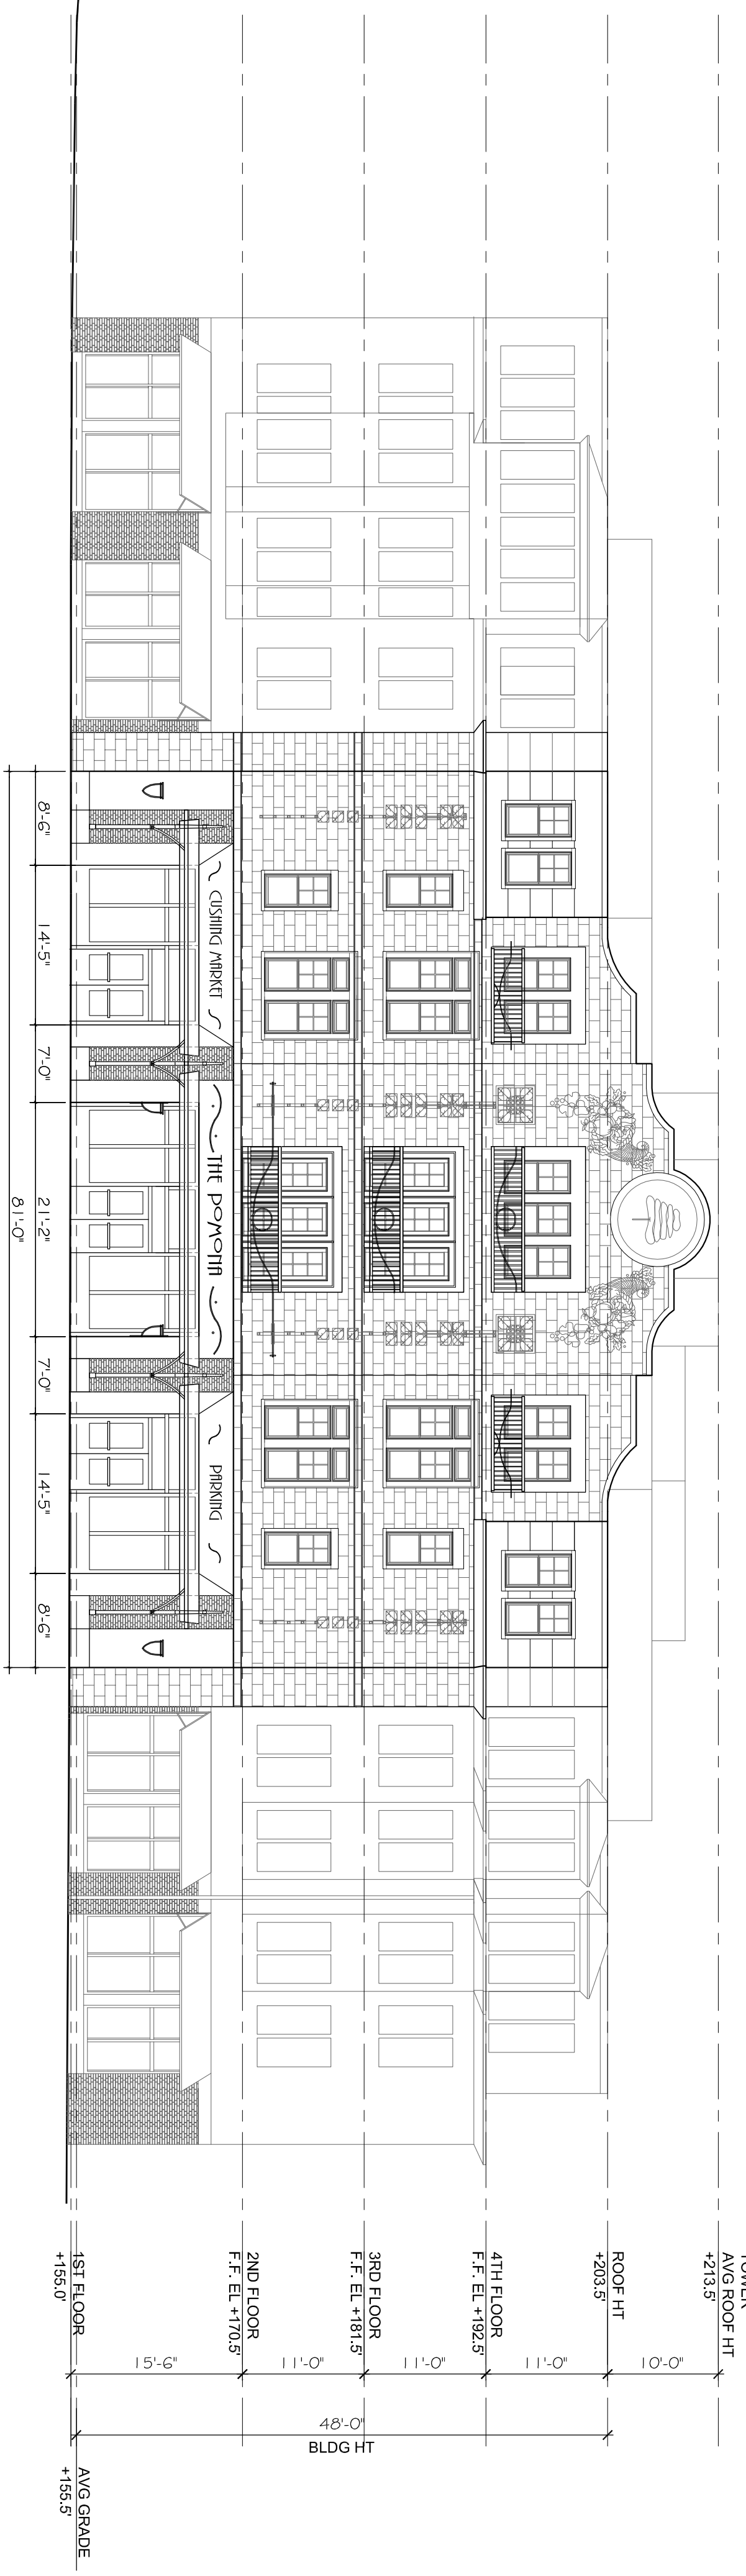 TOWER
AVG ROOF HT
+213.5'
ROOF HT
+203.5'
4TH FLOOR
F.F. EL +192.5'
3RD FLOOR
F.F. EL +181.5'
2ND FLOOR
F.F. EL +170.5'
1ST FLOOR
+155.0'
10'-0"
11'-0"
11'-0"
11'-0"
15'-6"
48'-0"
BLDG HT
AVG GRADE
+155.5'
CUSHING MARKET
THE POMONA
PARKING
8'-6"
14'-5"
7'-0"
21'-2"
7'-0"
14'-5"
8'-6"
81'-0"